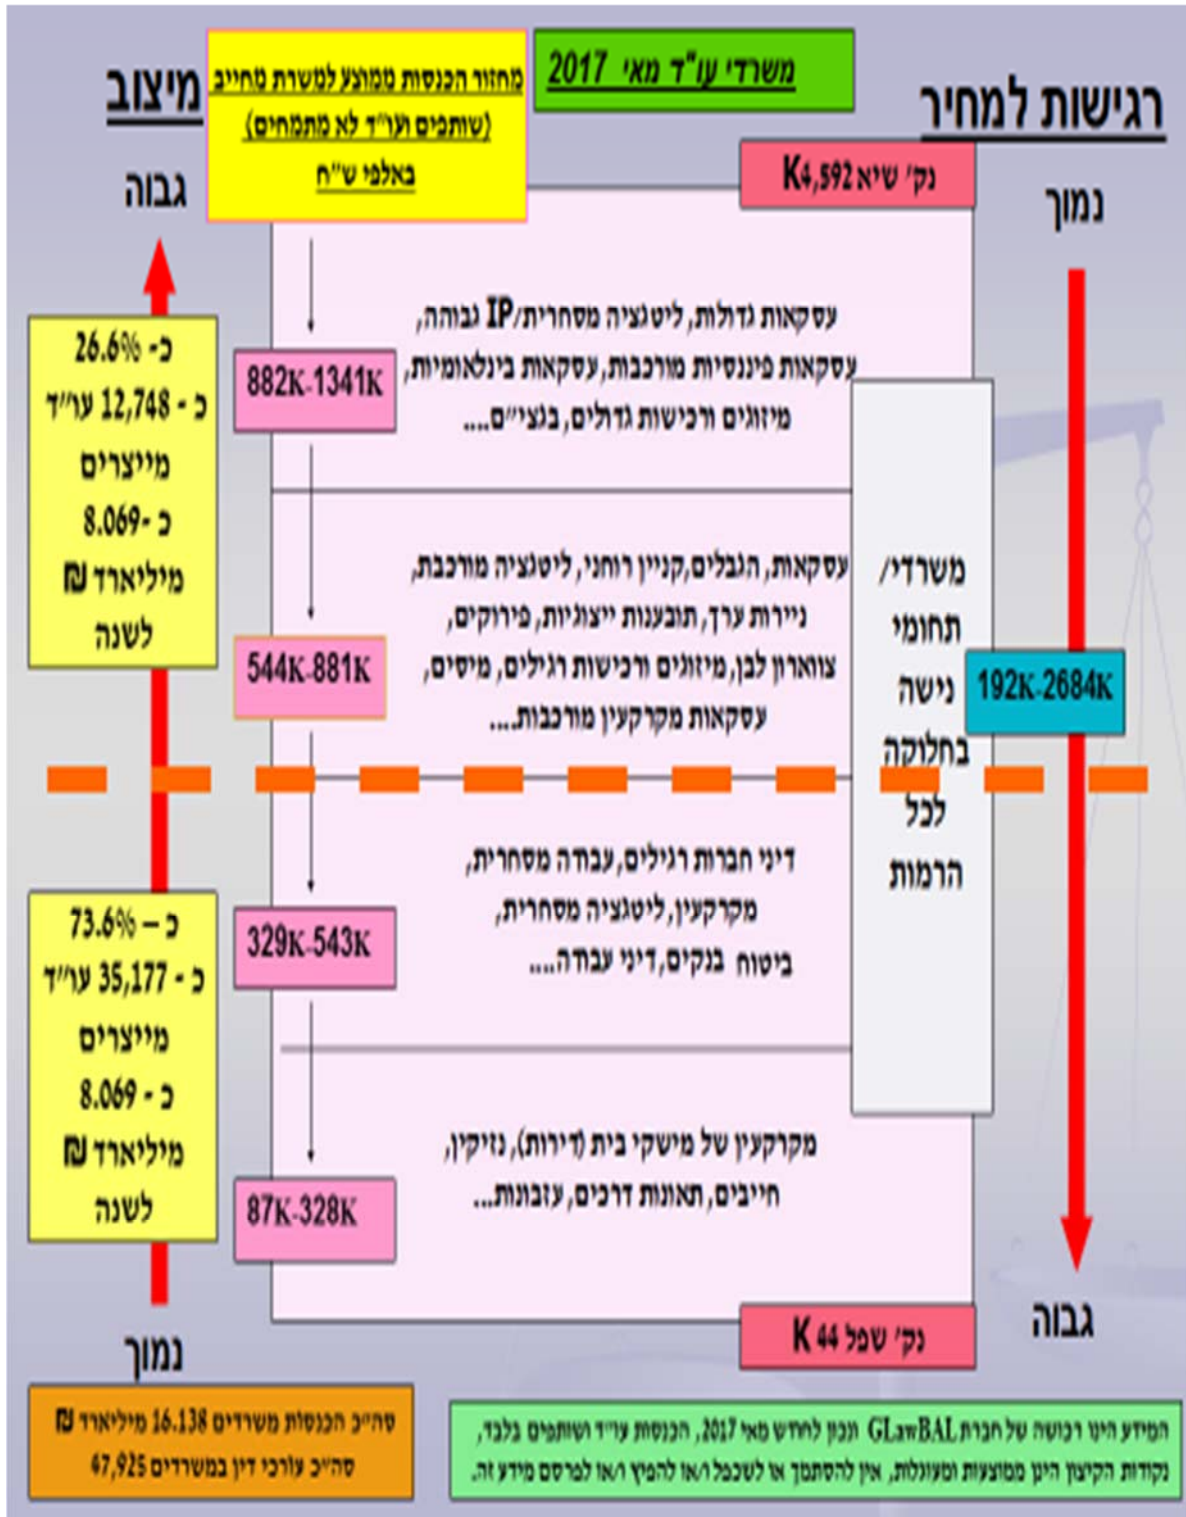 משרדי עו"ד מאי 2017
רגישות למחיר
נמוך
גבוה
מיצוב
גבוה
נמוך
מחזור הכנסות ממוצע למשרת מחייב
(שותפים ועו"ד לא מתמחים)
באלפי ש"ח
נק' שיא 4,592K
882K-1341K
עסקאות גדולות, ליטגציה מסחרית/IP גבוהה,
עסקאות פיננסיות מורכבות, עסקאות בינלאומיות,
מיזוגים ורכישות גדולים, בגצי"ם....
544K-881K
עסקאות, הגבלים,קניין רוחני, ליטגציה מורכבת,
ניירות ערך, תובענות ייצוגיות, פירוקים,
צווארון לבן, מיזוגים ורכישות רגילים, מיסים,
עסקאות מקרקעין מורכבות....
329K-543K
דיני חברות רגילים, עבודה מסחרית,
מקרקעין, ליטגציה מסחרית,
ביטוח בנקים, דיני עבודה....
87K-328K
מקרקעין של מישקי בית (דירות), נזיקין,
חייבים, תאונות דרכים, עזבונות...
נק' שפל 44 K
משרדי/
תחומי
נישה
בחלוקה
לכל
הרמות
192K-2684K
כ- 26.6%
כ - 12,748 עו"ד
מייצרים
כ -8.069
מיליארד ₪
לשנה
כ – 73.6%
כ - 35,177 עו"ד
מייצרים
כ - 8.069
מיליארד ₪
לשנה
סה"כ הכנסות משרדים 16.138 מיליארד ₪
סה"כ עורכי דין במשרדים 47,925
המידע הינו רכושה של חברת GLawBAL ונכון לחודש מאי 2017, הכנסות עו"ד ושותפים בלבד,
נקודות הקיצון הינן ממוצעות ומעוגלות, אין להסתמך או לשכפל ו/או להפיץ ו/או לפרסם מידע זה.